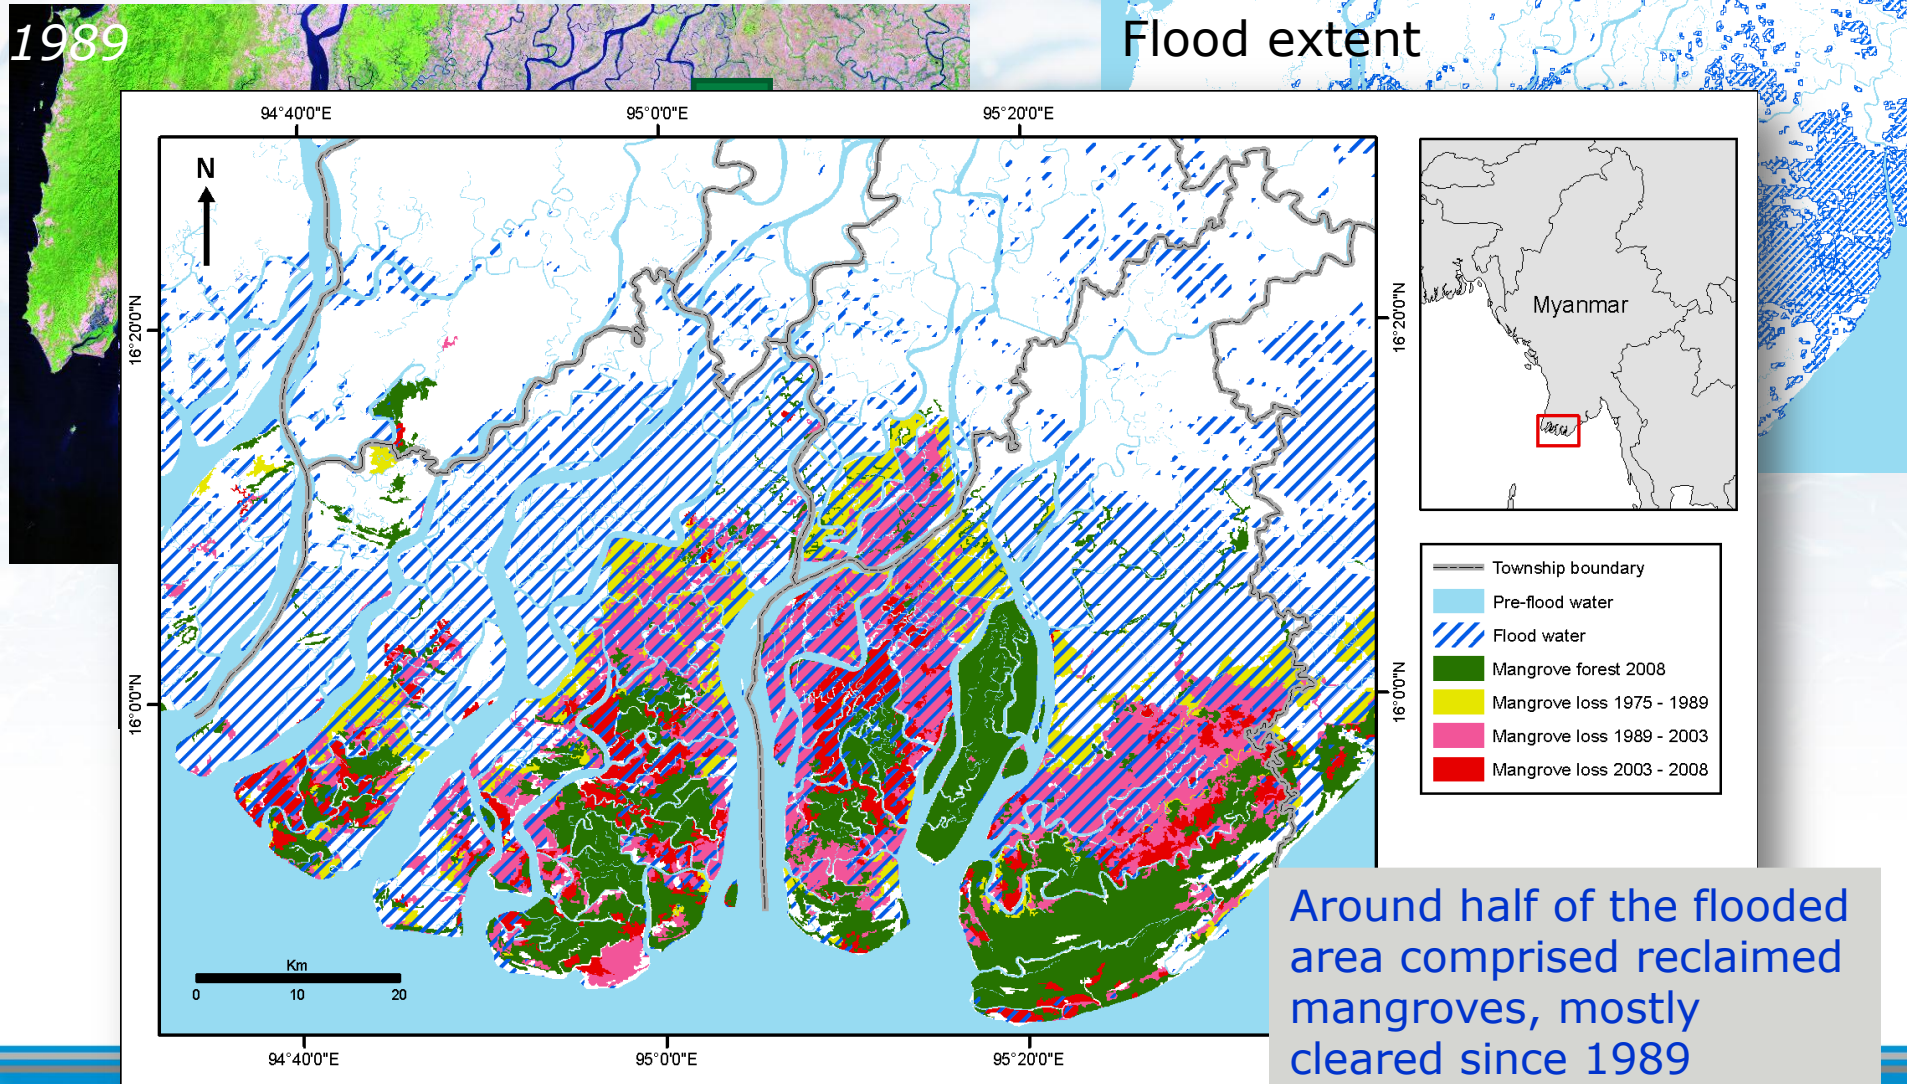 1989
Flood extent
94°40'0"E
95°0'0"E
95°20'0"E
N
16°20'0"N
16°20'0"N
16°0'0"N
16°0'0"N
Km
0 10 20
94°40'0"E
95°0'0"E
95°20'0"E
Myanmar
Township boundary
Pre-flood water
Flood water
Mangrove forest 2008
Mangrove loss 1975 - 1989
Mangrove loss 1989 - 2003
Mangrove loss 2003 - 2008
Around half of the flooded
area comprised reclaimed
mangroves, mostly
cleared since 1989